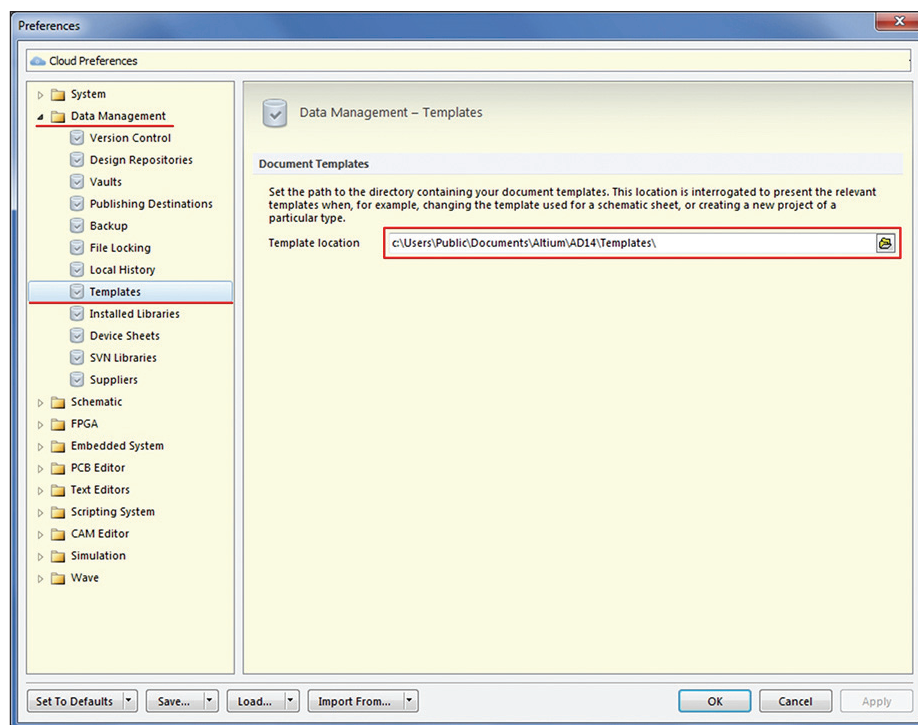 Preferences
Cloud Preferences
System
Data Management
Version Control
Design Repositories
Vaults
Publishing Destinations
Backup
File Locking
Local History
Templates
Installed Libraries
Device Sheets
SVN Libraries
Suppliers
Schematic
FPGA
Embedded System
PCB Editor
Text Editors
Scripting System
CAM Editor
Simulation
Wave
Data Management – Templates
Document Templates
Set the path to the directory containing your document templates. This location is interrogated to present the relevant
templates when, for example, changing the template used for a schematic sheet, or creating a new project of a
particular type.
Template location c:\Users\Public\Documents\Altium\AD14\Templates\
Set To Defaults Save... Load... Import From... OK Cancel Apply